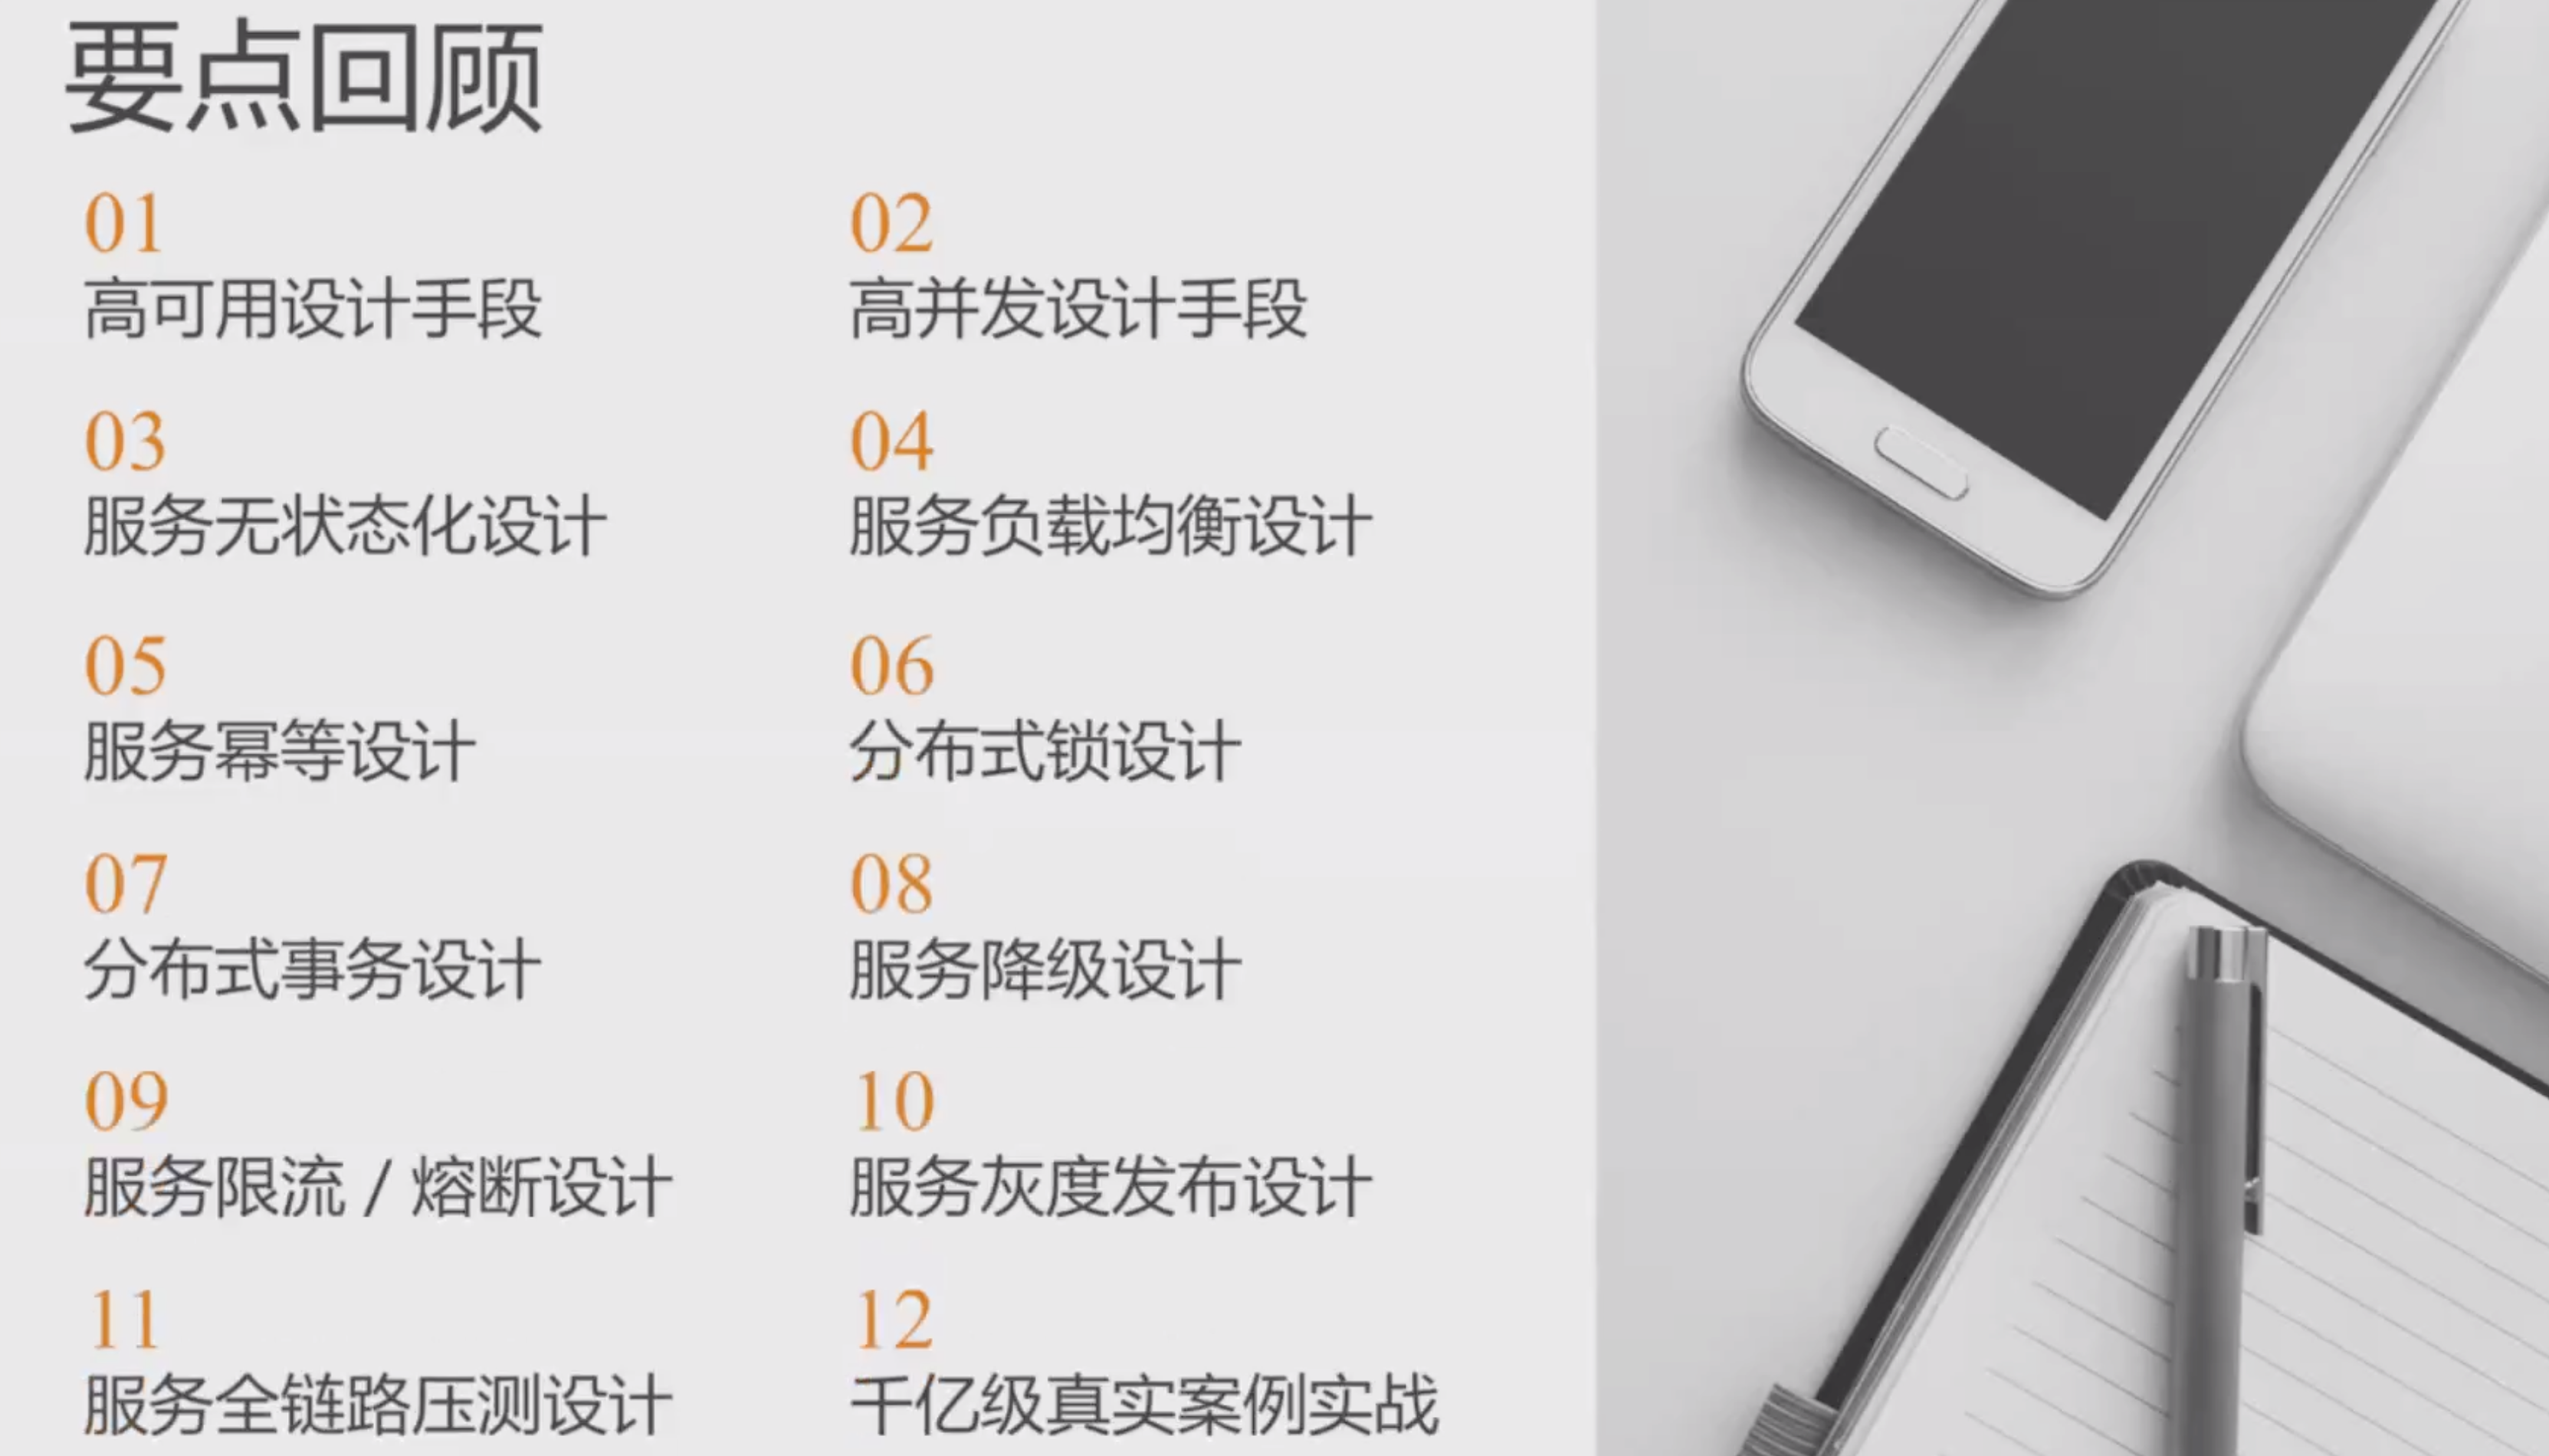 要点回顾
01
高可用设计手段
02
高并发设计手段
03
服务无状态化设计
04
服务负载均衡设计
05
服务幂等设计
06
分布式锁设计
07
分布式事务设计
08
服务降级设计
09
服务限流 / 熔断设计
10
服务灰度发布设计
11
服务全链路压测设计
12
千亿级真实案例实战